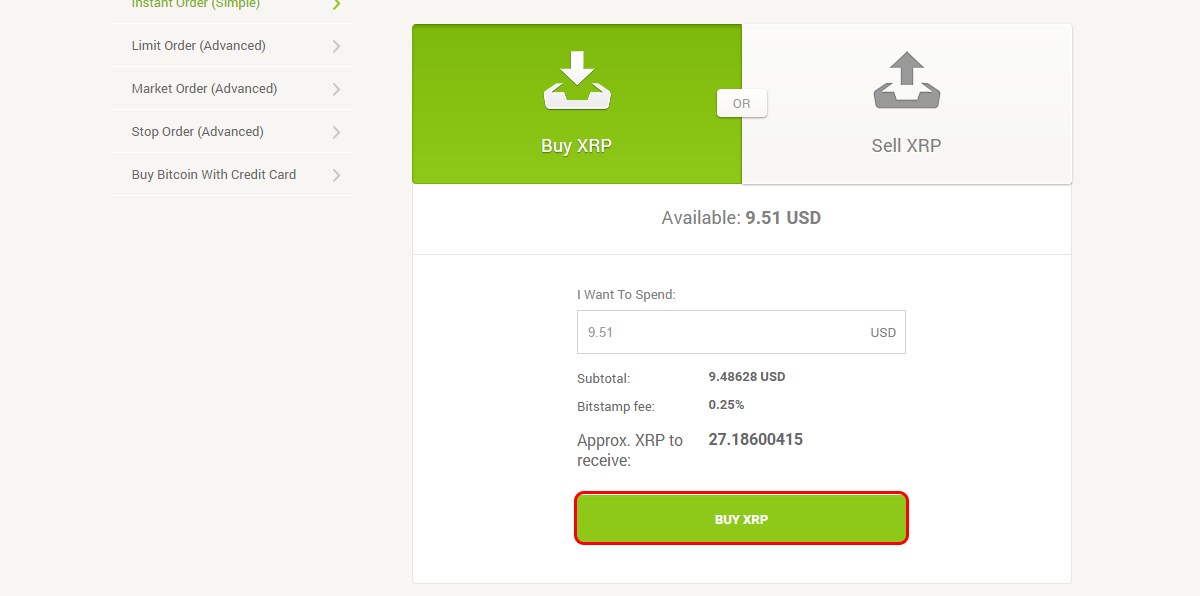 Instant Order (Simple)
Limit Order (Advanced)
Market Order (Advanced)
Stop Order (Advanced)
Buy Bitcoin With Credit Card
Buy XRP
OR
Sell XRP
Available: 9.51 USD
I Want To Spend:
9.51 USD
Subtotal: 9.48628 USD
Bitstamp fee: 0.25%
Approx. XRP to 27.18600415
receive:
BUY XRP